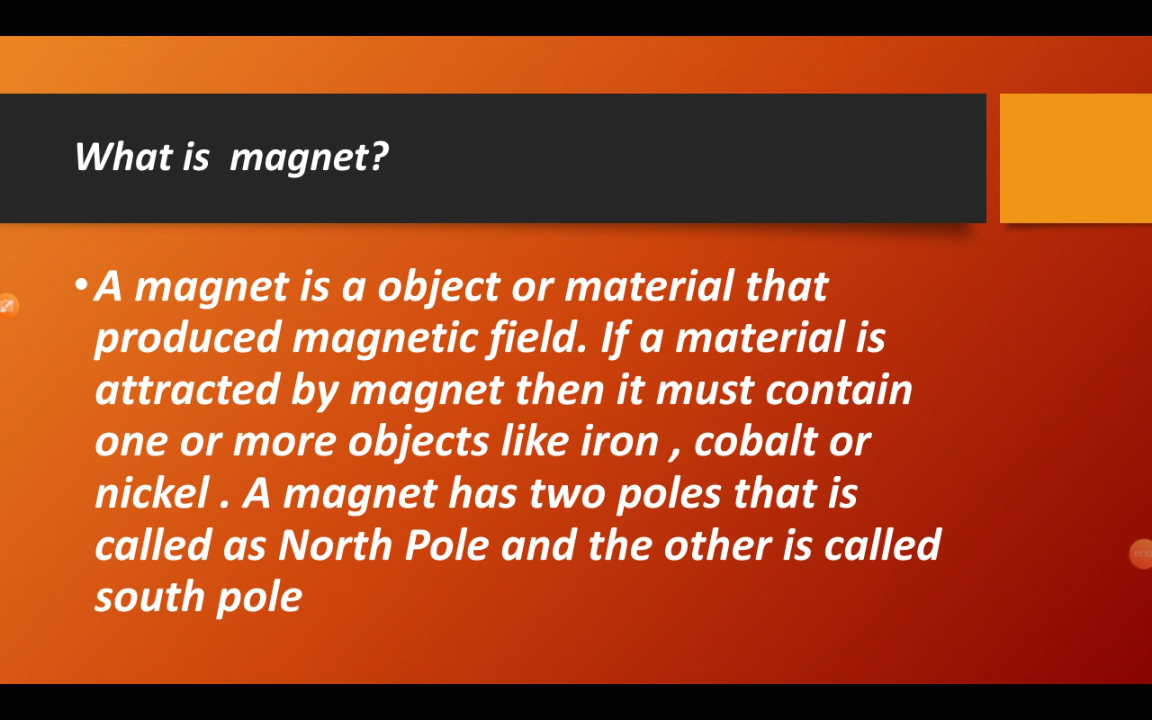 What is  magnet?
• A magnet is a object or material that
produced magnetic field. If a material is
attracted by magnet then it must contain
one or more objects like iron , cobalt or
nickel . A magnet has two poles that is
called as North Pole and the other is called
south pole